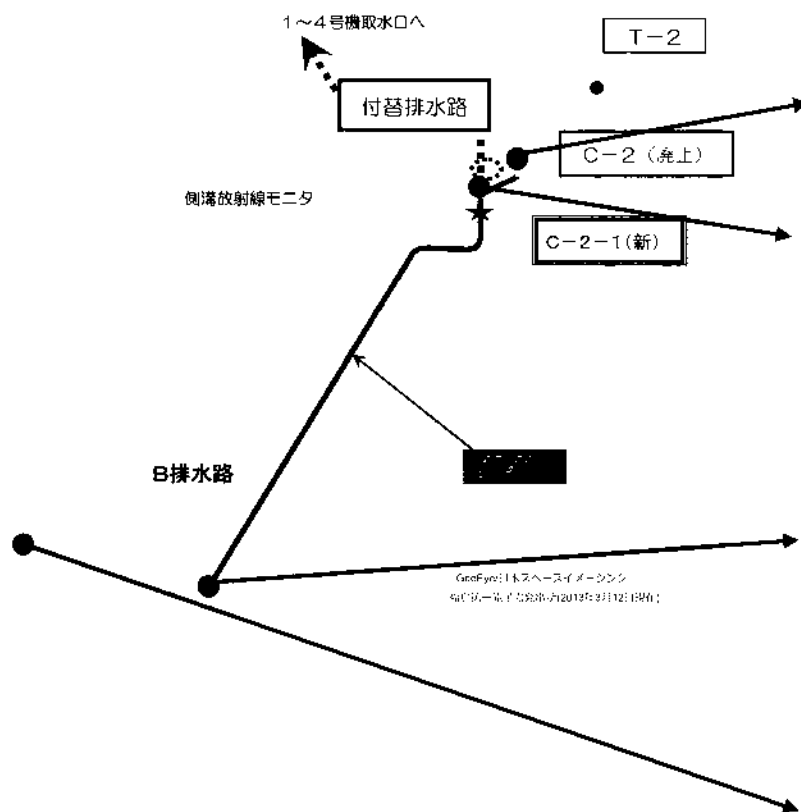 1～4号機取水口へ
T－2
付替排水路
C－2（廃止）
側溝放射線モニタ
C－2－1(新)
B排水路